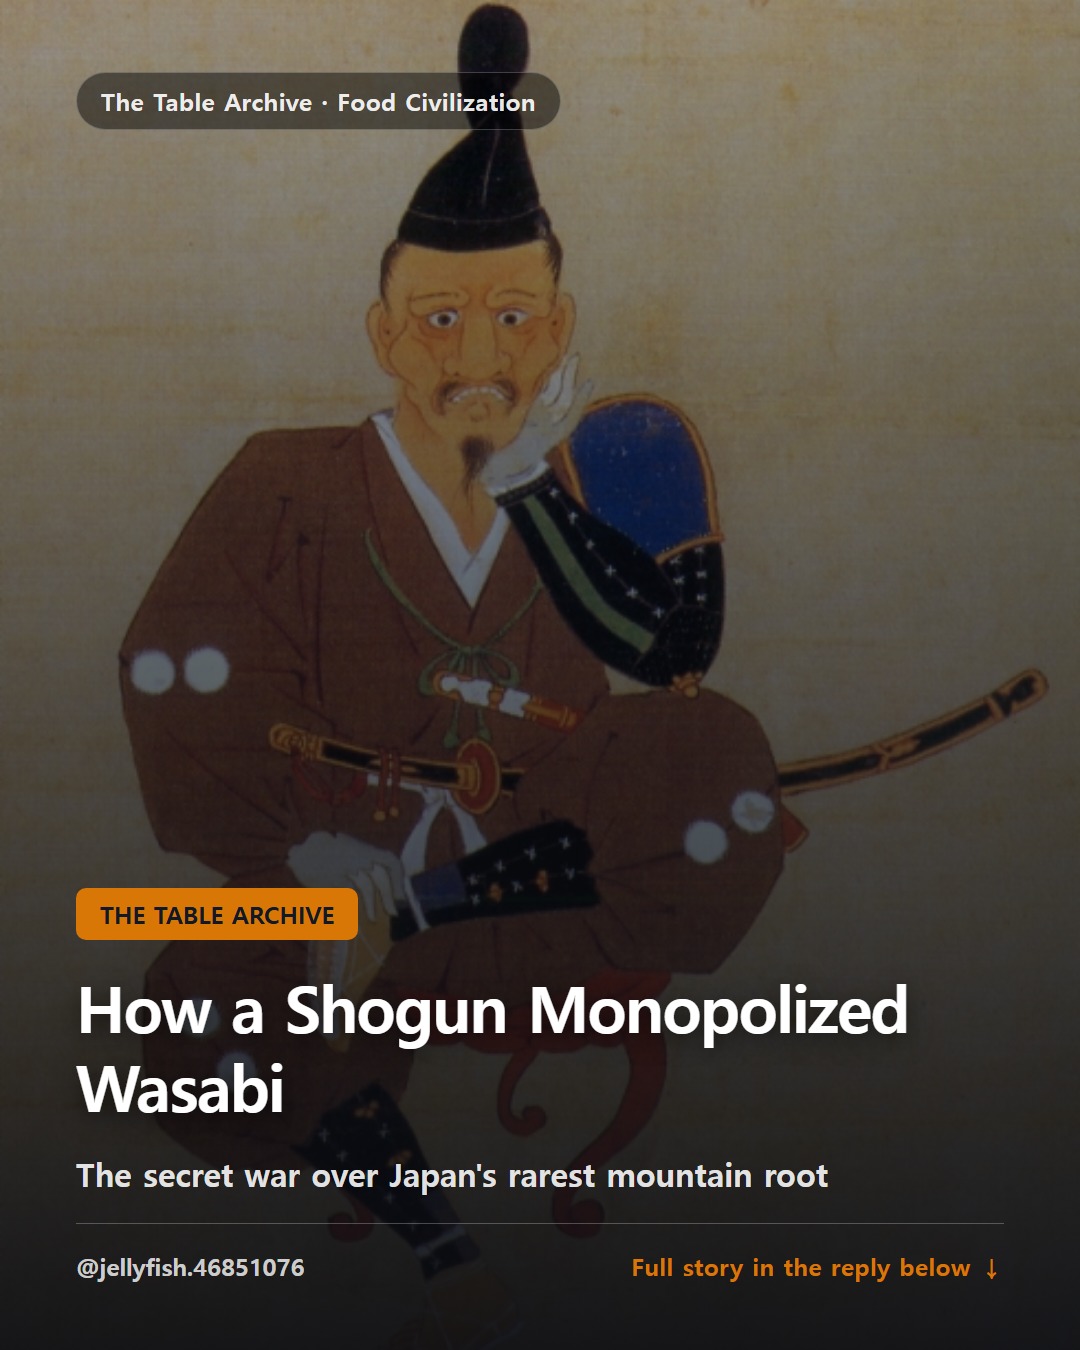 The Table Archive · Food Civilization
THE TABLE ARCHIVE
How a Shogun Monopolized
Wasabi
The secret war over Japan's rarest mountain root
@jellyfish.46851076
Full story in the reply below ↓